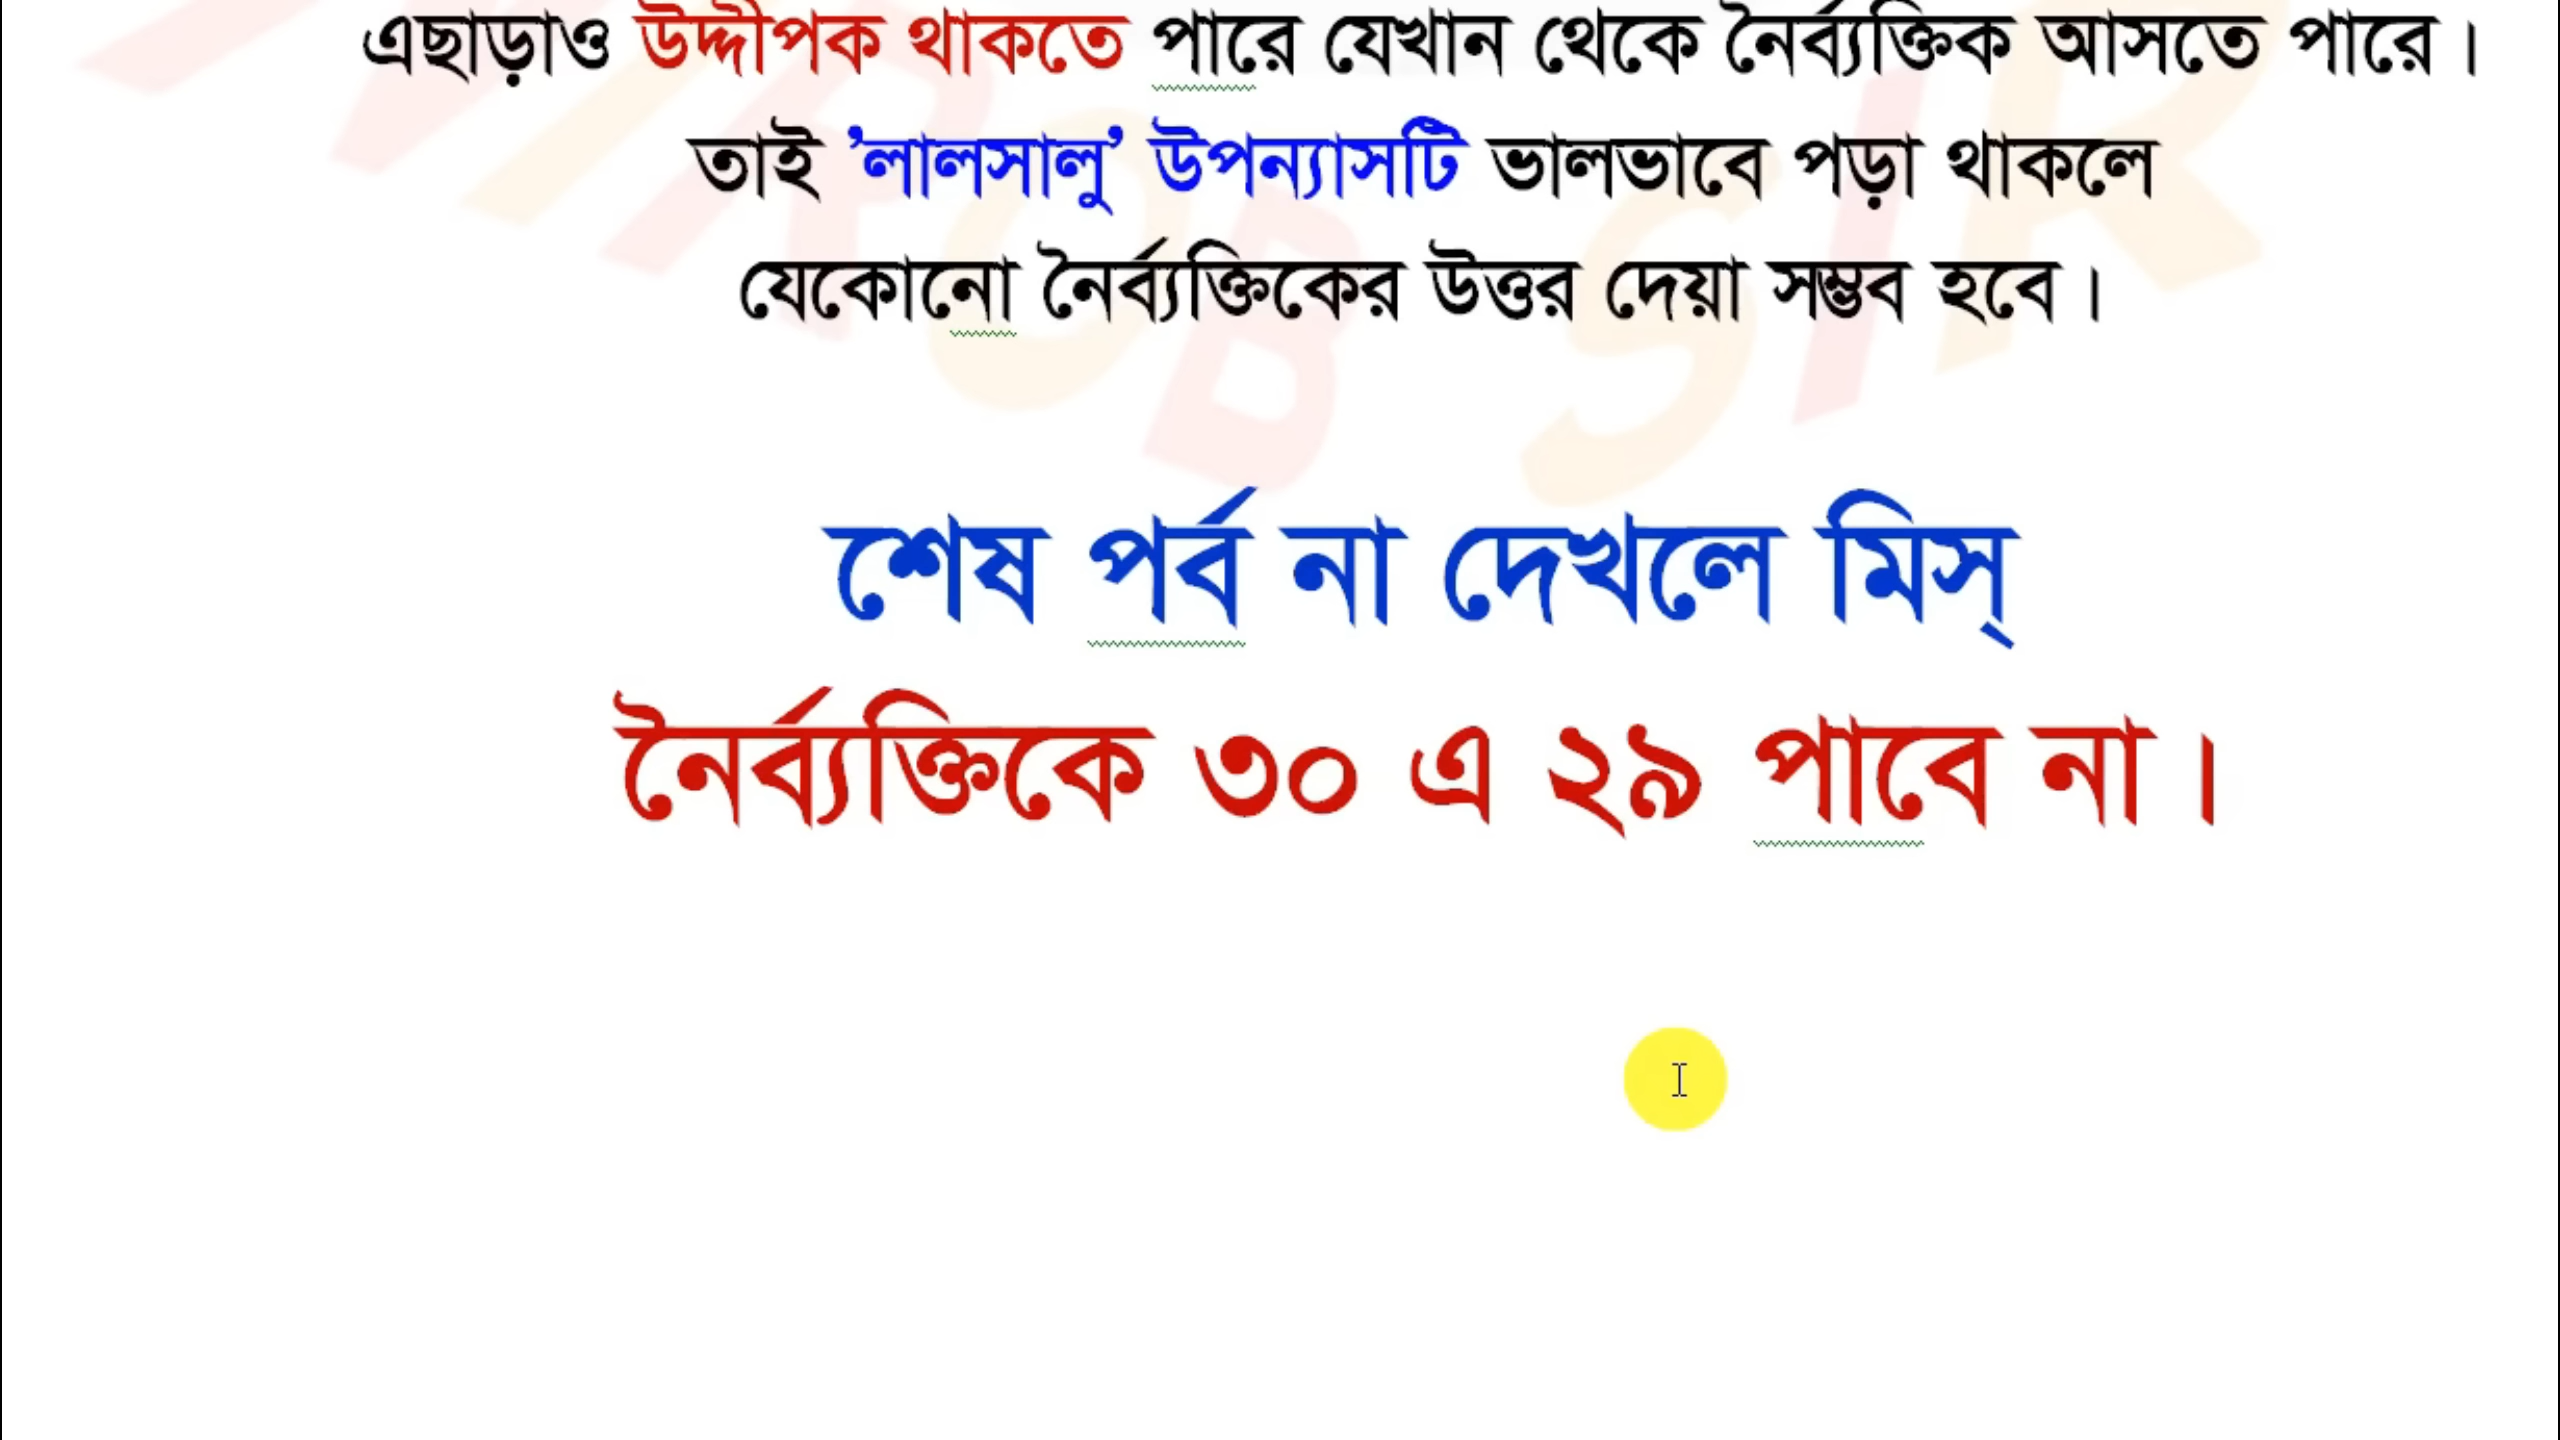 এছাড়াও উদ্দীপক থাকতে পারে যেখান থেকে নৈর্ব্যক্তিক আসতে পারে।
তাই ’লালসালু’ উপন্যাসটি ভালভাবে পড়া থাকলে
যেকোনো নৈর্ব্যক্তিকের উত্তর দেয়া সম্ভব হবে।
শেষ পর্ব না দেখলে মিস্
নৈর্ব্যক্তিকে ৩০ এ ২৯ পাবে না।